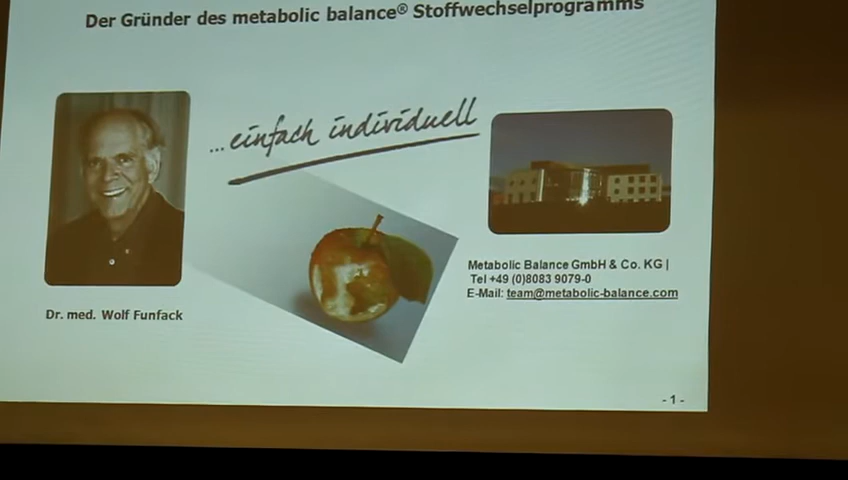 Der Gründer des metabolic balance® Stoffwechselprogramms
...einfach individuell
Metabolic Balance GmbH & Co. KG |
Tel +49 (0)8083 9079-0
E-Mail: team@metabolic-balance.com
Dr. med. Wolf Funfack
- 1 -